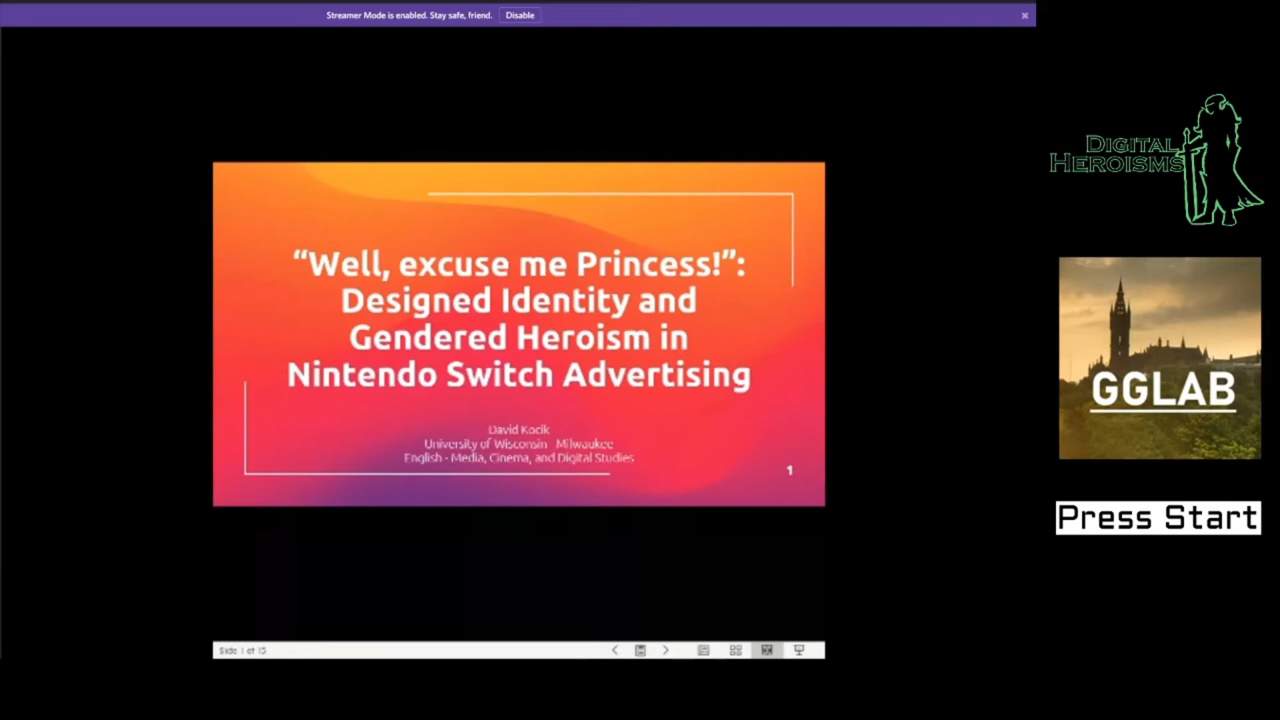 Streamer Mode is enabled. Stay safe, friend. Disable
DIGITAL
HEROISMS
“Well, excuse me Princess!”:
Designed Identity and
Gendered Heroism in
Nintendo Switch Advertising
David Kocik
University of Wisconsin - Milwaukee
English - Media, Cinema, and Digital Studies
1
GGLAB
Press Start
Slide 1 of 15